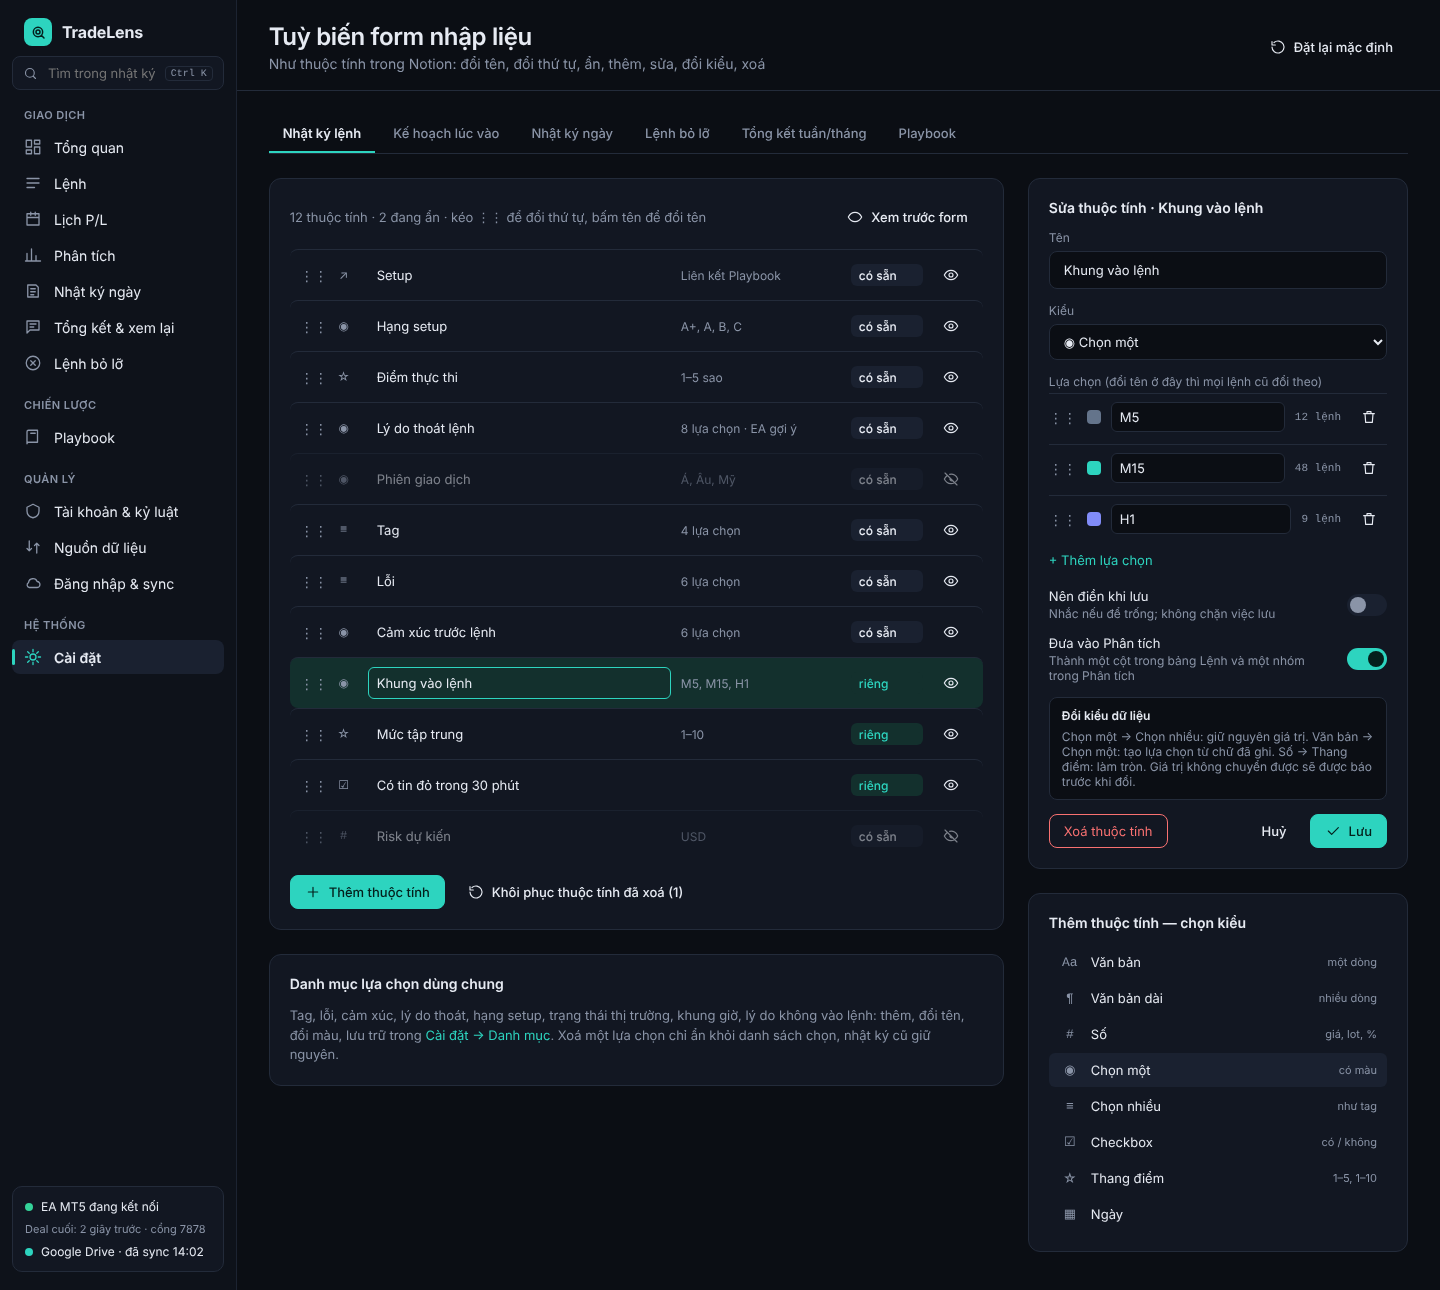 TradeLens
Tìm trong nhật ký
Ctrl K
GIAO DỊCH
Tổng quan
Lệnh
Lịch P/L
Phân tích
Nhật ký ngày
Tổng kết & xem lại
Lệnh bỏ lỡ
CHIẾN LƯỢC
Playbook
QUẢN LÝ
Tài khoản & kỷ luật
Nguồn dữ liệu
Đăng nhập & sync
HỆ THỐNG
Cài đặt
EA MT5 đang kết nối
Deal cuối: 2 giây trước · cổng 7878
Google Drive · đã sync 14:02
Tuỳ biến form nhập liệu
Như thuộc tính trong Notion: đổi tên, đổi thứ tự, ẩn, thêm, sửa, đổi kiểu, xoá
Đặt lại mặc định
Nhật ký lệnh
Kế hoạch lúc vào
Nhật ký ngày
Lệnh bỏ lỡ
Tổng kết tuần/tháng
Playbook
12 thuộc tính · 2 đang ẩn · kéo ⋮⋮ để đổi thứ tự, bấm tên để đổi tên
Xem trước form
⋮⋮ ↗ Setup Liên kết Playbook có sẵn
⋮⋮ ◉ Hạng setup A+, A, B, C có sẵn
⋮⋮ ☆ Điểm thực thi 1–5 sao có sẵn
⋮⋮ ◉ Lý do thoát lệnh 8 lựa chọn · EA gợi ý có sẵn
⋮⋮ ◉ Phiên giao dịch Á, Âu, Mỹ có sẵn
⋮⋮ ≡ Tag 4 lựa chọn có sẵn
⋮⋮ ≡ Lỗi 6 lựa chọn có sẵn
⋮⋮ ◉ Cảm xúc trước lệnh 6 lựa chọn có sẵn
⋮⋮ ◉ Khung vào lệnh M5, M15, H1 riêng
⋮⋮ ☆ Mức tập trung 1–10 riêng
⋮⋮ ☑ Có tin đỏ trong 30 phút riêng
⋮⋮ # Risk dự kiến USD có sẵn
Thêm thuộc tính
Khôi phục thuộc tính đã xoá (1)
Danh mục lựa chọn dùng chung
Tag, lỗi, cảm xúc, lý do thoát, hạng setup, trạng thái thị trường, khung giờ, lý do không vào lệnh: thêm, đổi tên,
đổi màu, lưu trữ trong Cài đặt → Danh mục. Xoá một lựa chọn chỉ ẩn khỏi danh sách chọn, nhật ký cũ giữ
nguyên.
Sửa thuộc tính · Khung vào lệnh
Tên
Khung vào lệnh
Kiểu
◉ Chọn một
Lựa chọn (đổi tên ở đây thì mọi lệnh cũ đổi theo)
⋮⋮ M5 12 lệnh
⋮⋮ M15 48 lệnh
⋮⋮ H1 9 lệnh
+ Thêm lựa chọn
Nên điền khi lưu
Nhắc nếu để trống; không chặn việc lưu
Đưa vào Phân tích
Thành một cột trong bảng Lệnh và một nhóm
trong Phân tích
Đổi kiểu dữ liệu
Chọn một → Chọn nhiều: giữ nguyên giá trị. Văn bản →
Chọn một: tạo lựa chọn từ chữ đã ghi. Số → Thang
điểm: làm tròn. Giá trị không chuyển được sẽ được báo
trước khi đổi.
Xoá thuộc tính
Huỷ
Lưu
Thêm thuộc tính — chọn kiểu
Aa Văn bản một dòng
¶ Văn bản dài nhiều dòng
# Số giá, lot, %
◉ Chọn một có màu
≡ Chọn nhiều như tag
☑ Checkbox có / không
☆ Thang điểm 1–5, 1–10
▦ Ngày